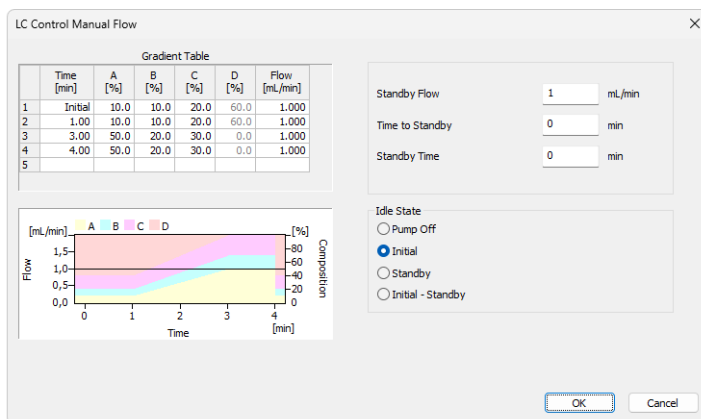 LC Control Manual Flow
Gradient Table
Time [min] A [%] B [%] C [%] D [%] Flow [mL/min]
1 Initial 10.0 10.0 20.0 60.0 1.000
2 1.00 10.0 10.0 20.0 60.0 1.000
3 3.00 50.0 20.0 30.0 0.0 1.000
4 4.00 50.0 20.0 30.0 0.0 1.000
5
Standby Flow 1 mL/min
Time to Standby 0 min
Standby Time 0 min
[mL/min] A B C D [%]
1,5
1,0
0,5
0,0
Flow
80
60
40
20
0
Composition
0 1 2 3 4
Time [min]
Idle State
Pump Off
Initial
Standby
Initial - Standby
OK Cancel